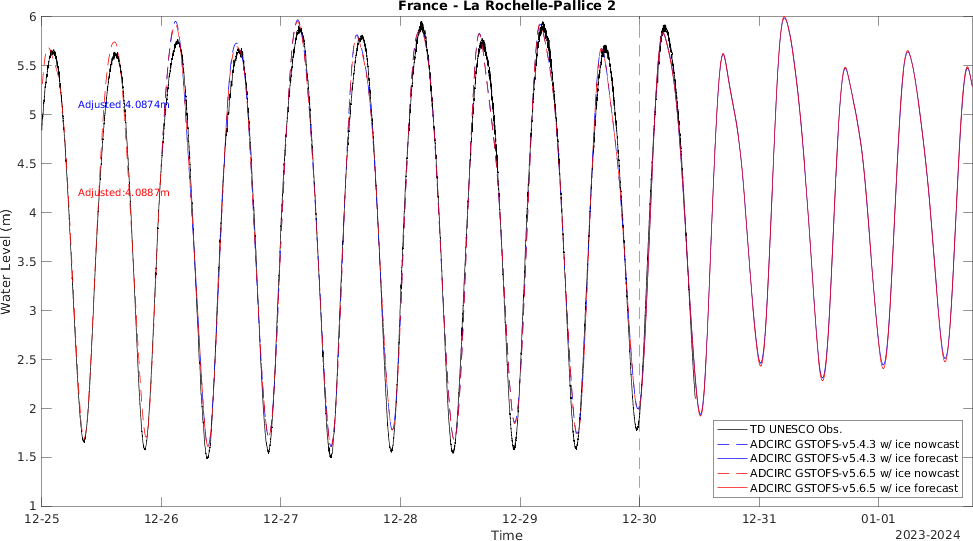 France - La Rochelle-Pallice 2
6
5.5
5
4.5
4
3.5
3
2.5
2
1.5
1
Water Level (m)
Adjusted:4.0874m
Adjusted:4.0887m
TD UNESCO Obs.
ADCIRC GSTOFS-v5.4.3 w/ ice nowcast
ADCIRC GSTOFS-v5.4.3 w/ ice forecast
ADCIRC GSTOFS-v5.6.5 w/ ice nowcast
ADCIRC GSTOFS-v5.6.5 w/ ice forecast
12-25 12-26 12-27 12-28 12-29 12-30 12-31 01-01
Time
2023-2024